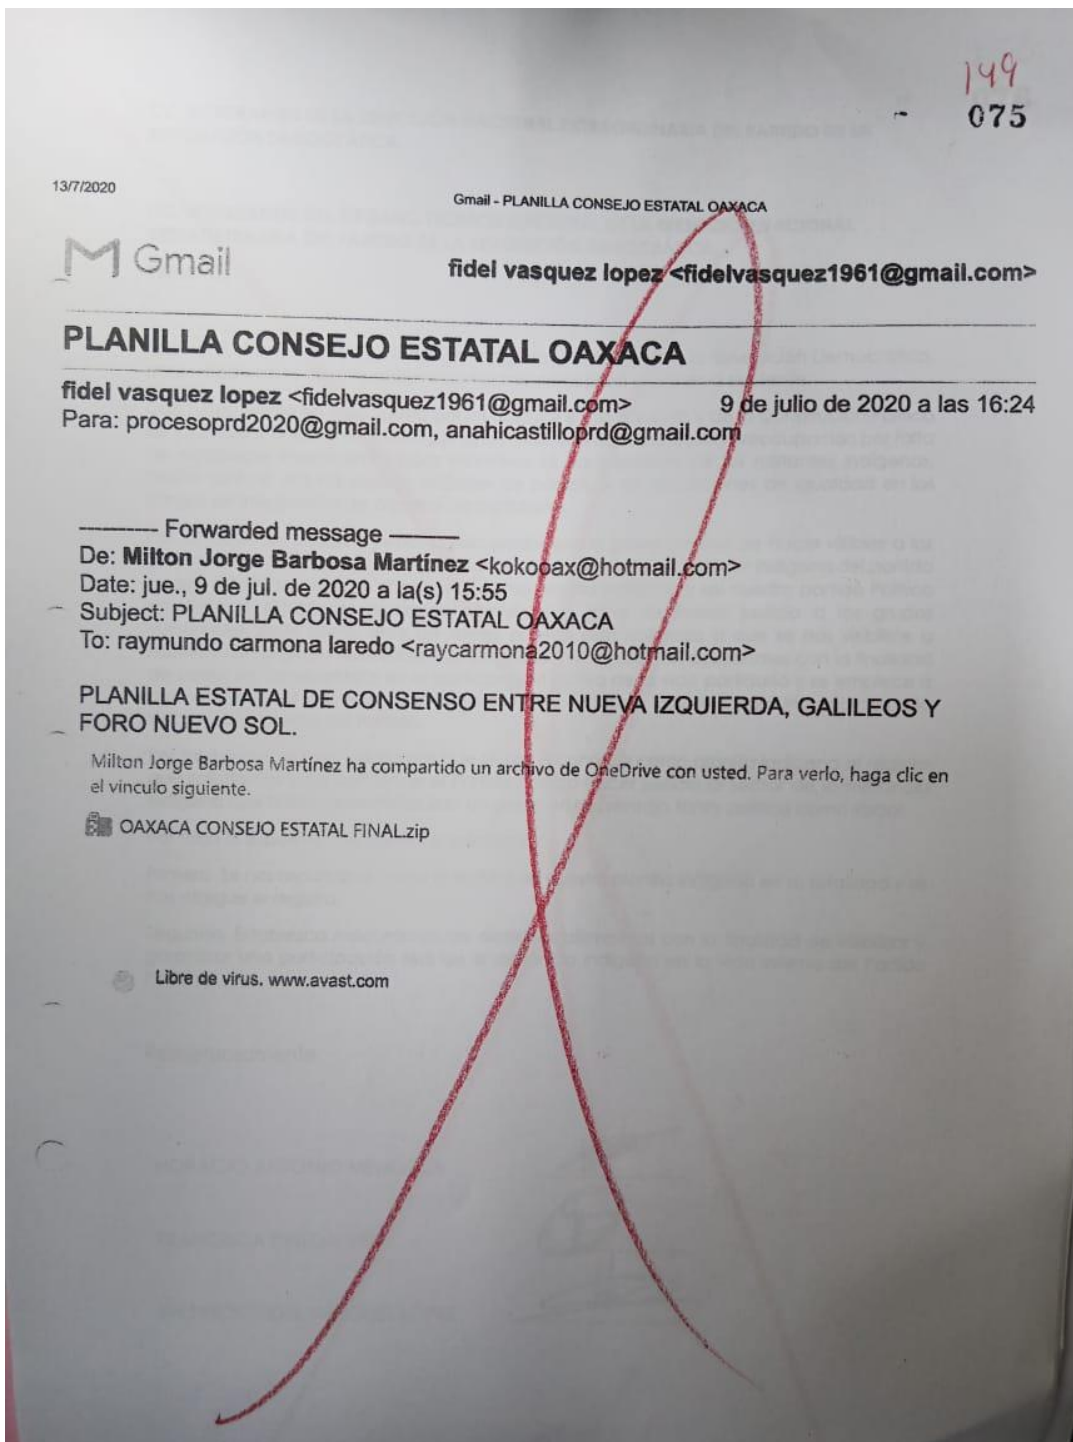 149
- 075
13/7/2020
Gmail - PLANILLA CONSEJO ESTATAL OAXACA
Gmail
fidel vasquez lopez <fidelvasquez1961@gmail.com>
PLANILLA CONSEJO ESTATAL OAXACA
fidel vasquez lopez <fidelvasquez1961@gmail.com> 9 de julio de 2020 a las 16:24
Para: procesoprd2020@gmail.com, anahicastilloprd@gmail.com
---------- Forwarded message ---------
De: Milton Jorge Barbosa Martínez <kokooax@hotmail.com>
Date: jue., 9 de jul. de 2020 a la(s) 15:55
Subject: PLANILLA CONSEJO ESTATAL OAXACA
To: raymundo carmona laredo <raycarmona2010@hotmail.com>
PLANILLA ESTATAL DE CONSENSO ENTRE NUEVA IZQUIERDA, GALILEOS Y
FORO NUEVO SOL.
Milton Jorge Barbosa Martínez ha compartido un archivo de OneDrive con usted. Para verlo, haga clic en
el vínculo siguiente.
OAXACA CONSEJO ESTATAL FINAL.zip
Libre de virus. www.avast.com